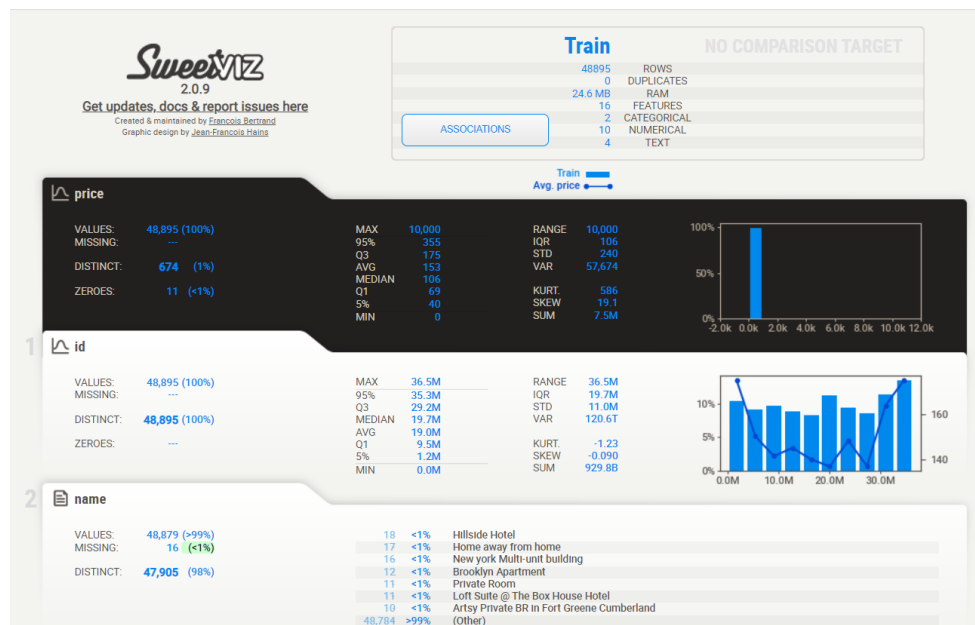 SweetVIZ
2.0.9
Get updates, docs & report issues here
Created & maintained by Francois Bertrand
Graphic design by Jean-Francois Hains
Train NO COMPARISON TARGET
48895 ROWS
0 DUPLICATES
24.6 MB RAM
16 FEATURES
2 CATEGORICAL
10 NUMERICAL
4 TEXT
ASSOCIATIONS
Train
Avg. price
price
VALUES: 48,895 (100%)
MISSING: ---
DISTINCT: 674 (1%)
ZEROES: 11 (<1%)
MAX 10,000
95% 355
Q3 175
AVG 153
MEDIAN 106
Q1 69
5% 40
MIN 0
RANGE 10,000
IQR 106
STD 240
VAR 57,674
KURT. 586
SKEW 19.1
SUM 7.5M
100%
50%
0%
-2.0k 0.0k 2.0k 4.0k 6.0k 8.0k 10.0k 12.0k
1
id
VALUES: 48,895 (100%)
MISSING: ---
DISTINCT: 48,895 (100%)
ZEROES: ---
MAX 36.5M
95% 35.3M
Q3 29.2M
MEDIAN 19.7M
AVG 19.0M
Q1 9.5M
5% 1.2M
MIN 0.0M
RANGE 36.5M
IQR 19.7M
STD 11.0M
VAR 120.6T
KURT. -1.23
SKEW -0.090
SUM 929.8B
10%
5%
0%
160
140
0.0M 10.0M 20.0M 30.0M
2
name
VALUES: 48,879 (>99%)
MISSING: 16 (<1%)
DISTINCT: 47,905 (98%)
18 <1% Hillside Hotel
17 <1% Home away from home
16 <1% New york Multi-unit building
12 <1% Brooklyn Apartment
11 <1% Private Room
11 <1% Loft Suite @ The Box House Hotel
10 <1% Artsy Private BR in Fort Greene Cumberland
48,784 >99% (Other)